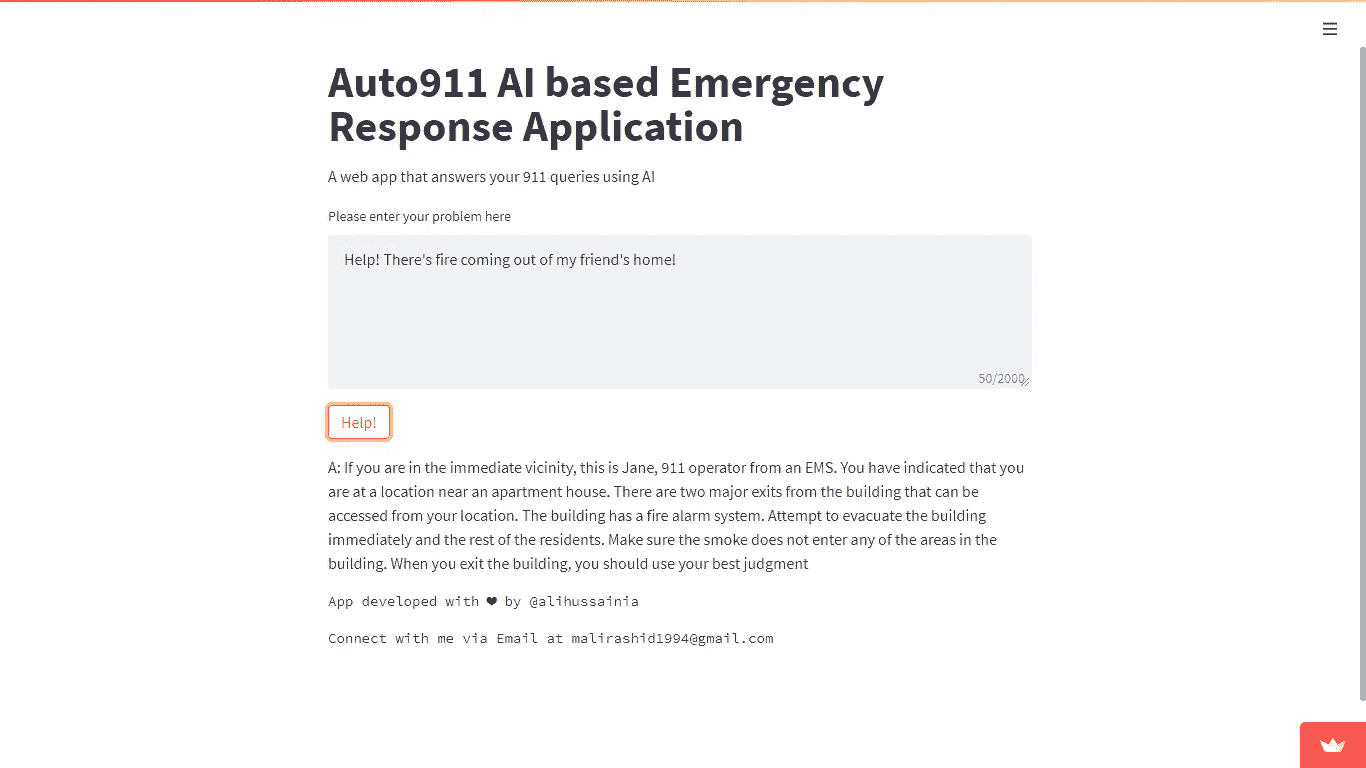 Auto911 AI based Emergency
Response Application
A web app that answers your 911 queries using AI
Please enter your problem here
Help! There's fire coming out of my friend's home!
50/2000
Help!
A: If you are in the immediate vicinity, this is Jane, 911 operator from an EMS. You have indicated that you
are at a location near an apartment house. There are two major exits from the building that can be
accessed from your location. The building has a fire alarm system. Attempt to evacuate the building
immediately and the rest of the residents. Make sure the smoke does not enter any of the areas in the
building. When you exit the building, you should use your best judgment
App developed with ❤ by @alihussainia
Connect with me via Email at malirashid1994@gmail.com